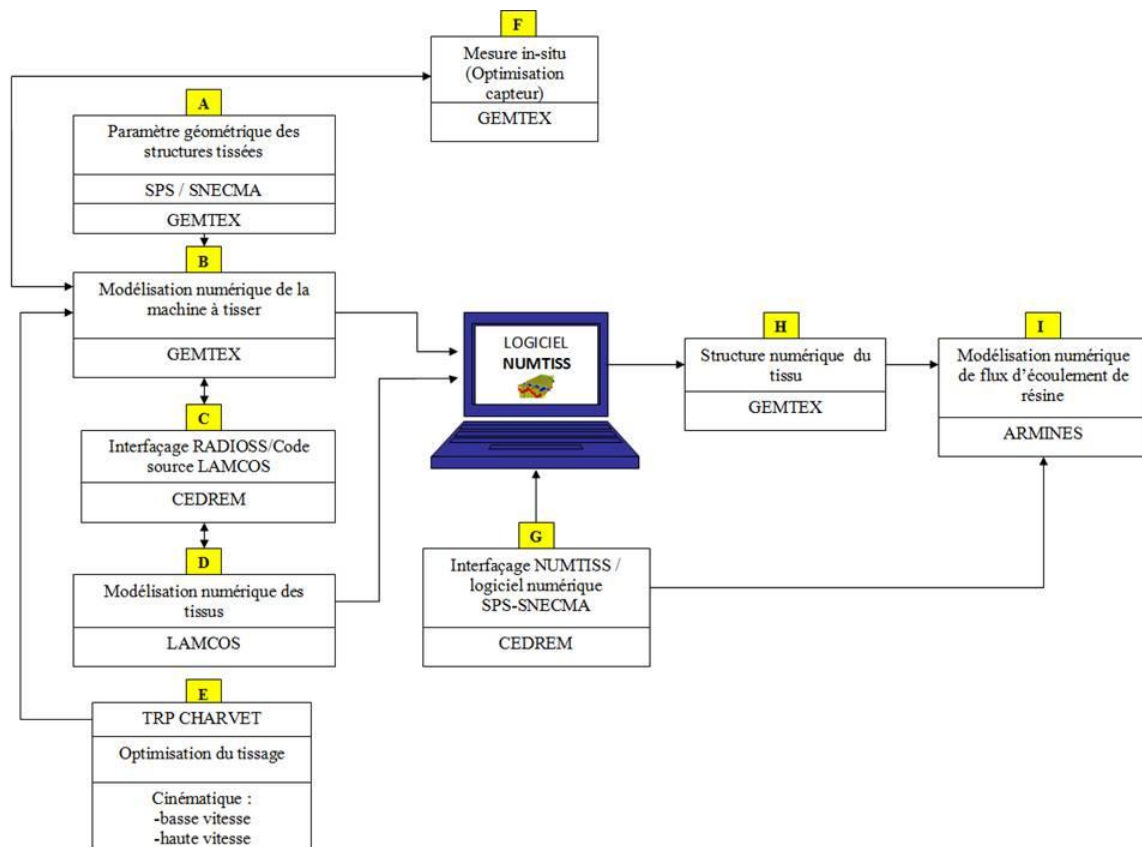 F
Mesure in-situ
(Optimisation
capteur)
GEMTEX
A
Paramètre géométrique des
structures tissées
SPS / SNECMA
GEMTEX
B
Modélisation numérique de la
machine à tisser
GEMTEX
C
Interfaçage RADIOSS/Code
source LAMCOS
CEDREM
D
Modélisation numérique des
tissus
LAMCOS
E
TRP CHARVET
Optimisation du tissage
Cinématique :
-basse vitesse
-haute vitesse
LOGICIEL
NUMTISS
G
Interfaçage NUMTISS /
logiciel numérique
SPS-SNECMA
CEDREM
H
Structure numérique du
tissu
GEMTEX
I
Modélisation numérique
de flux d’écoulement de
résine
ARMINES